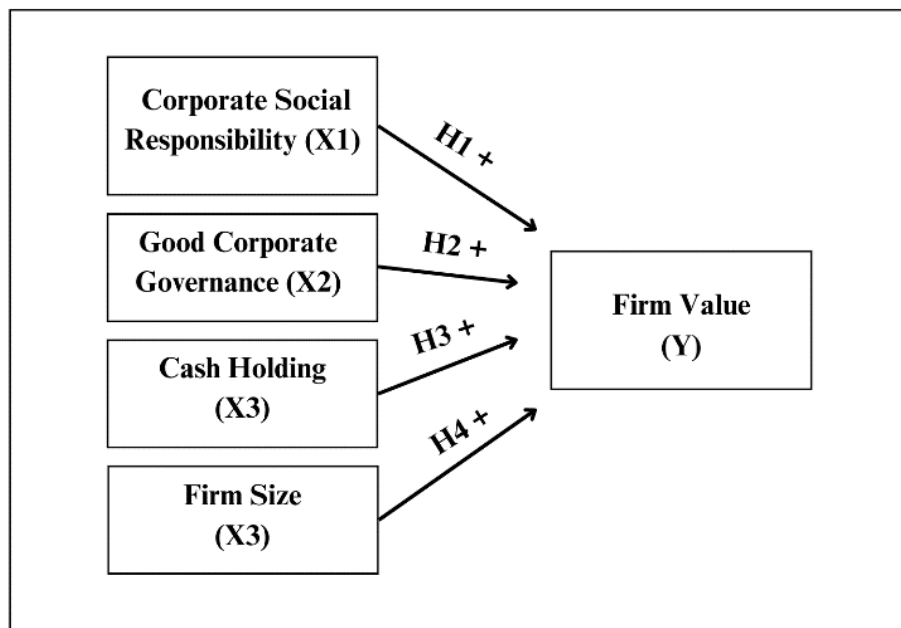 Corporate Social
Responsibility (X1)
H1 +
Good Corporate
Governance (X2)
H2 +
Cash Holding
(X3)
H3 +
Firm Size
(X3)
H4 +
Firm Value
(Y)